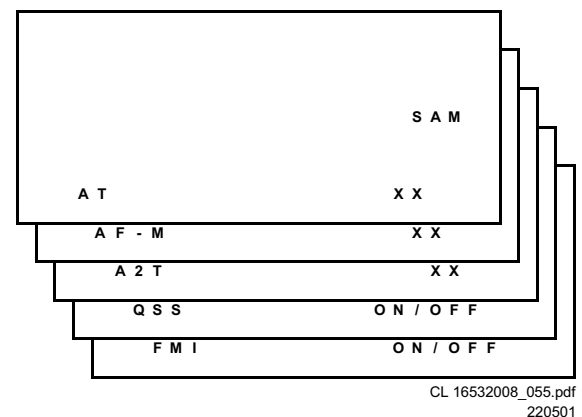 SAM
AT XX
AF-M XX
A2T XX
QSS ON/OFF
FMI ON/OFF
CL 16532008_055.pdf
220501